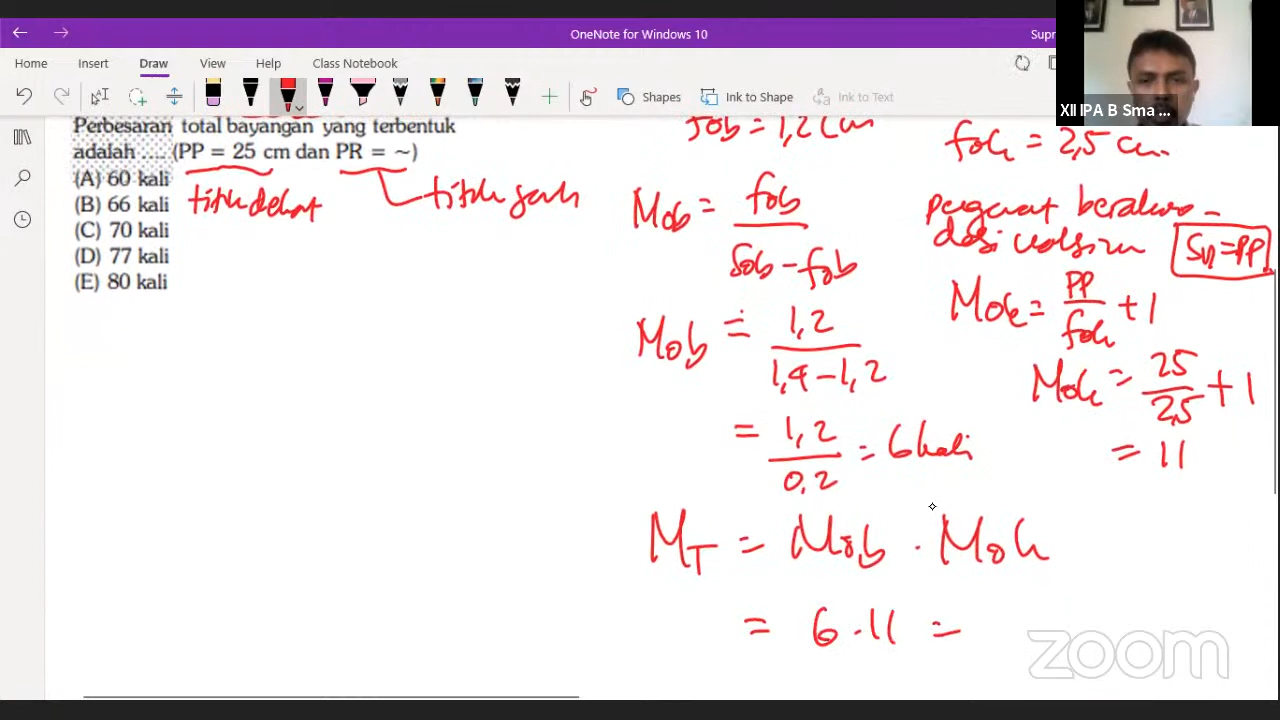 OneNote for Windows 10
Supr
Home Insert Draw View Help Class Notebook
Shapes Ink to Shape Ink to Text
XII IPA B Sma ...
Perbesaran total bayangan yang terbentuk
adalah .... (PP = 25 cm dan PR = ~)
(A) 60 kali
(B) 66 kali
(C) 70 kali
(D) 77 kali
(E) 80 kali
titik dekat
titik jauh
fob = 1,2 cm
Mob = fob / Sob - fob
Mob = 1,2 / 1,4 - 1,2
= 1,2 / 0,2 = 6 kali
fok = 2,5 cm
pengamat berakomo-
dasi
Sn = PP
Mok = PP / fok + 1
Mok = 25 / 2,5 + 1
= 11
MT = Mob . Mok
= 6 . 11 =
zoom